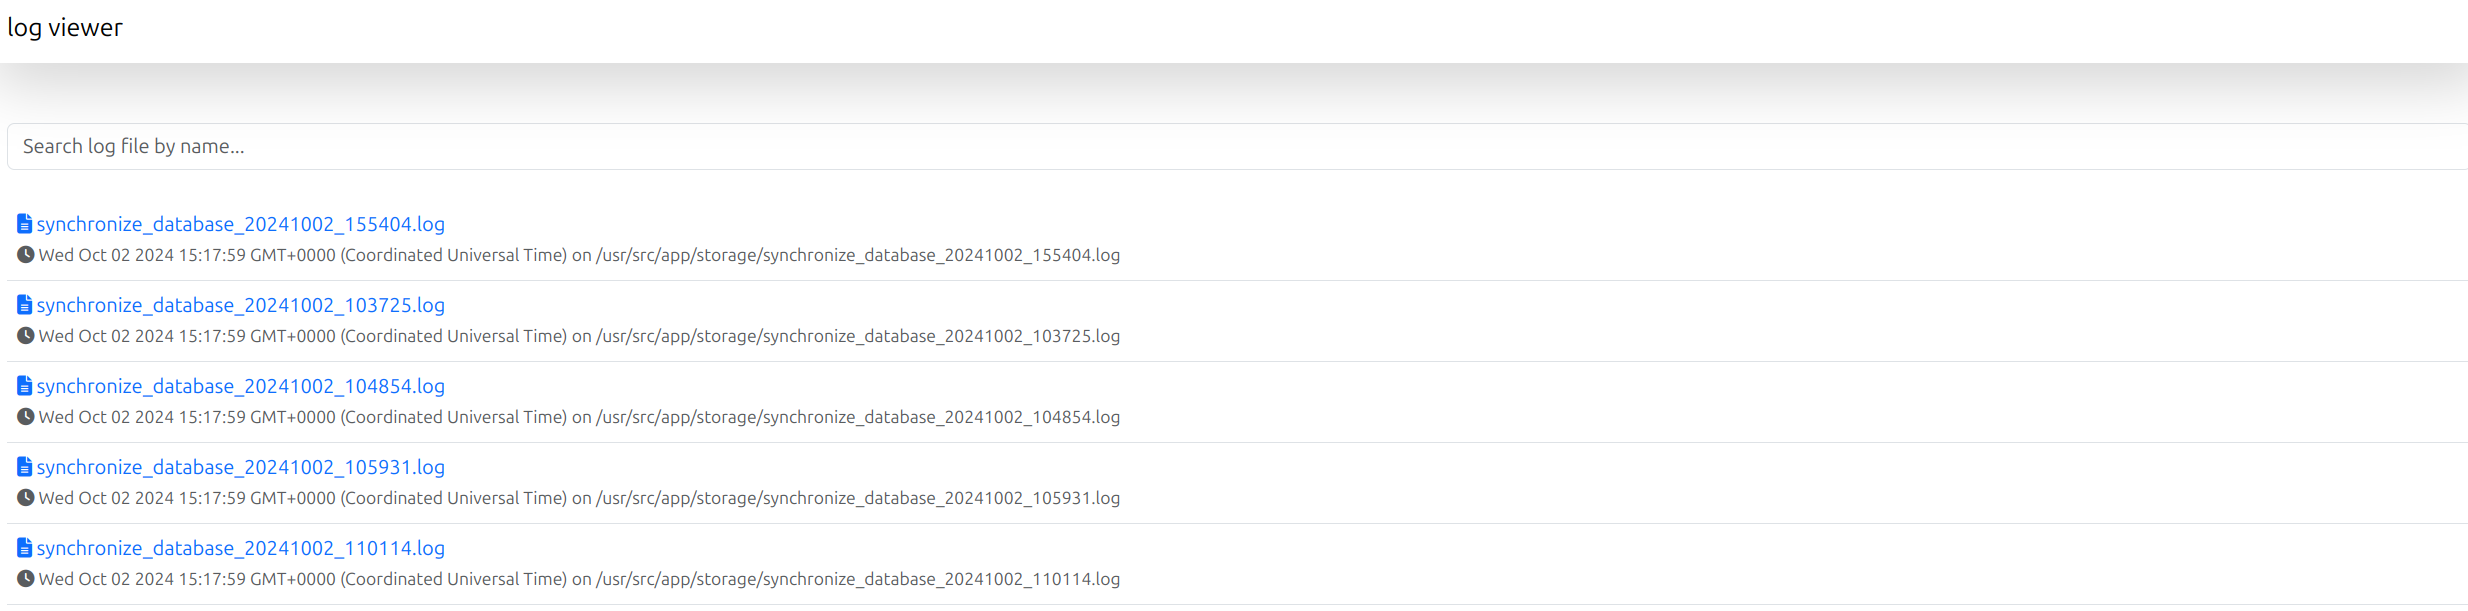 log viewer
Search log file by name...
synchronize_database_20241002_155404.log
Wed Oct 02 2024 15:17:59 GMT+0000 (Coordinated Universal Time) on /usr/src/app/storage/synchronize_database_20241002_155404.log
synchronize_database_20241002_103725.log
Wed Oct 02 2024 15:17:59 GMT+0000 (Coordinated Universal Time) on /usr/src/app/storage/synchronize_database_20241002_103725.log
synchronize_database_20241002_104854.log
Wed Oct 02 2024 15:17:59 GMT+0000 (Coordinated Universal Time) on /usr/src/app/storage/synchronize_database_20241002_104854.log
synchronize_database_20241002_105931.log
Wed Oct 02 2024 15:17:59 GMT+0000 (Coordinated Universal Time) on /usr/src/app/storage/synchronize_database_20241002_105931.log
synchronize_database_20241002_110114.log
Wed Oct 02 2024 15:17:59 GMT+0000 (Coordinated Universal Time) on /usr/src/app/storage/synchronize_database_20241002_110114.log